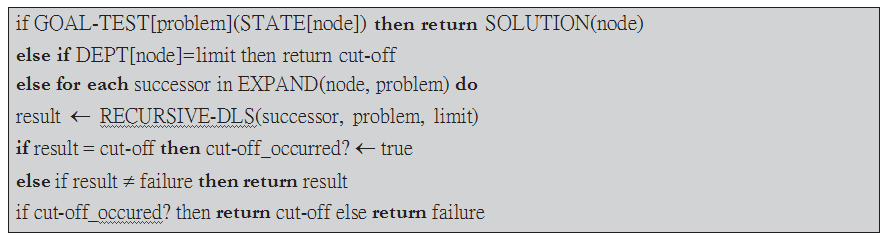 if GOAL-TEST[problem](STATE[node]) then return SOLUTION(node)
else if DEPT[node]=limit then return cut-off
else for each successor in EXPAND(node, problem) do
result ← RECURSIVE-DLS(successor, problem, limit)
if result = cut-off then cut-off_occurred? ← true
else if result ≠ failure then return result
if cut-off_occured? then return cut-off else return failure